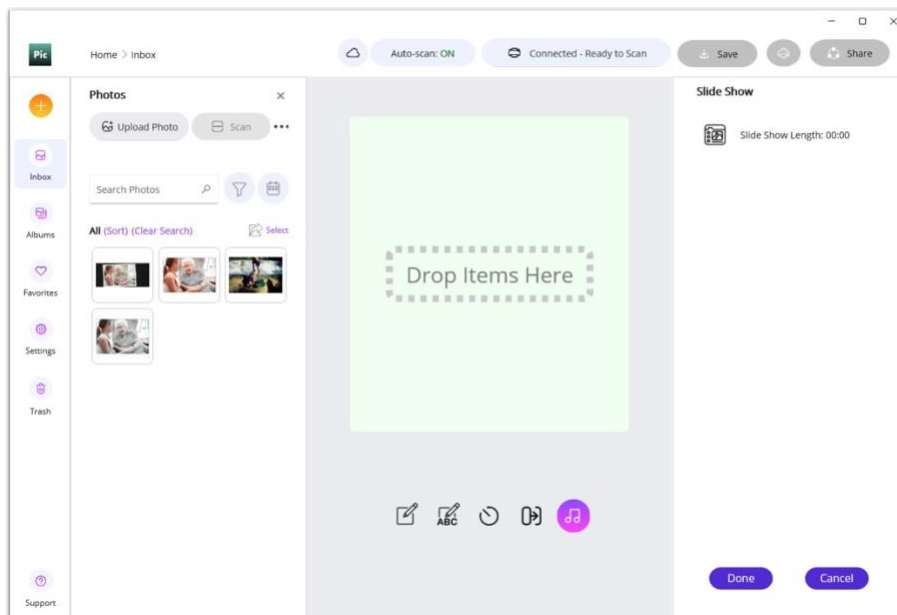 Pic
Home > Inbox
Auto-scan: ON
Connected - Ready to Scan
Save
Share
Inbox
Albums
Favorites
Settings
Trash
Support
Photos
Upload Photo
Scan
Search Photos
All (Sort) (Clear Search)
Select
Drop Items Here
ABC
Slide Show
Slide Show Length: 00:00
Done
Cancel